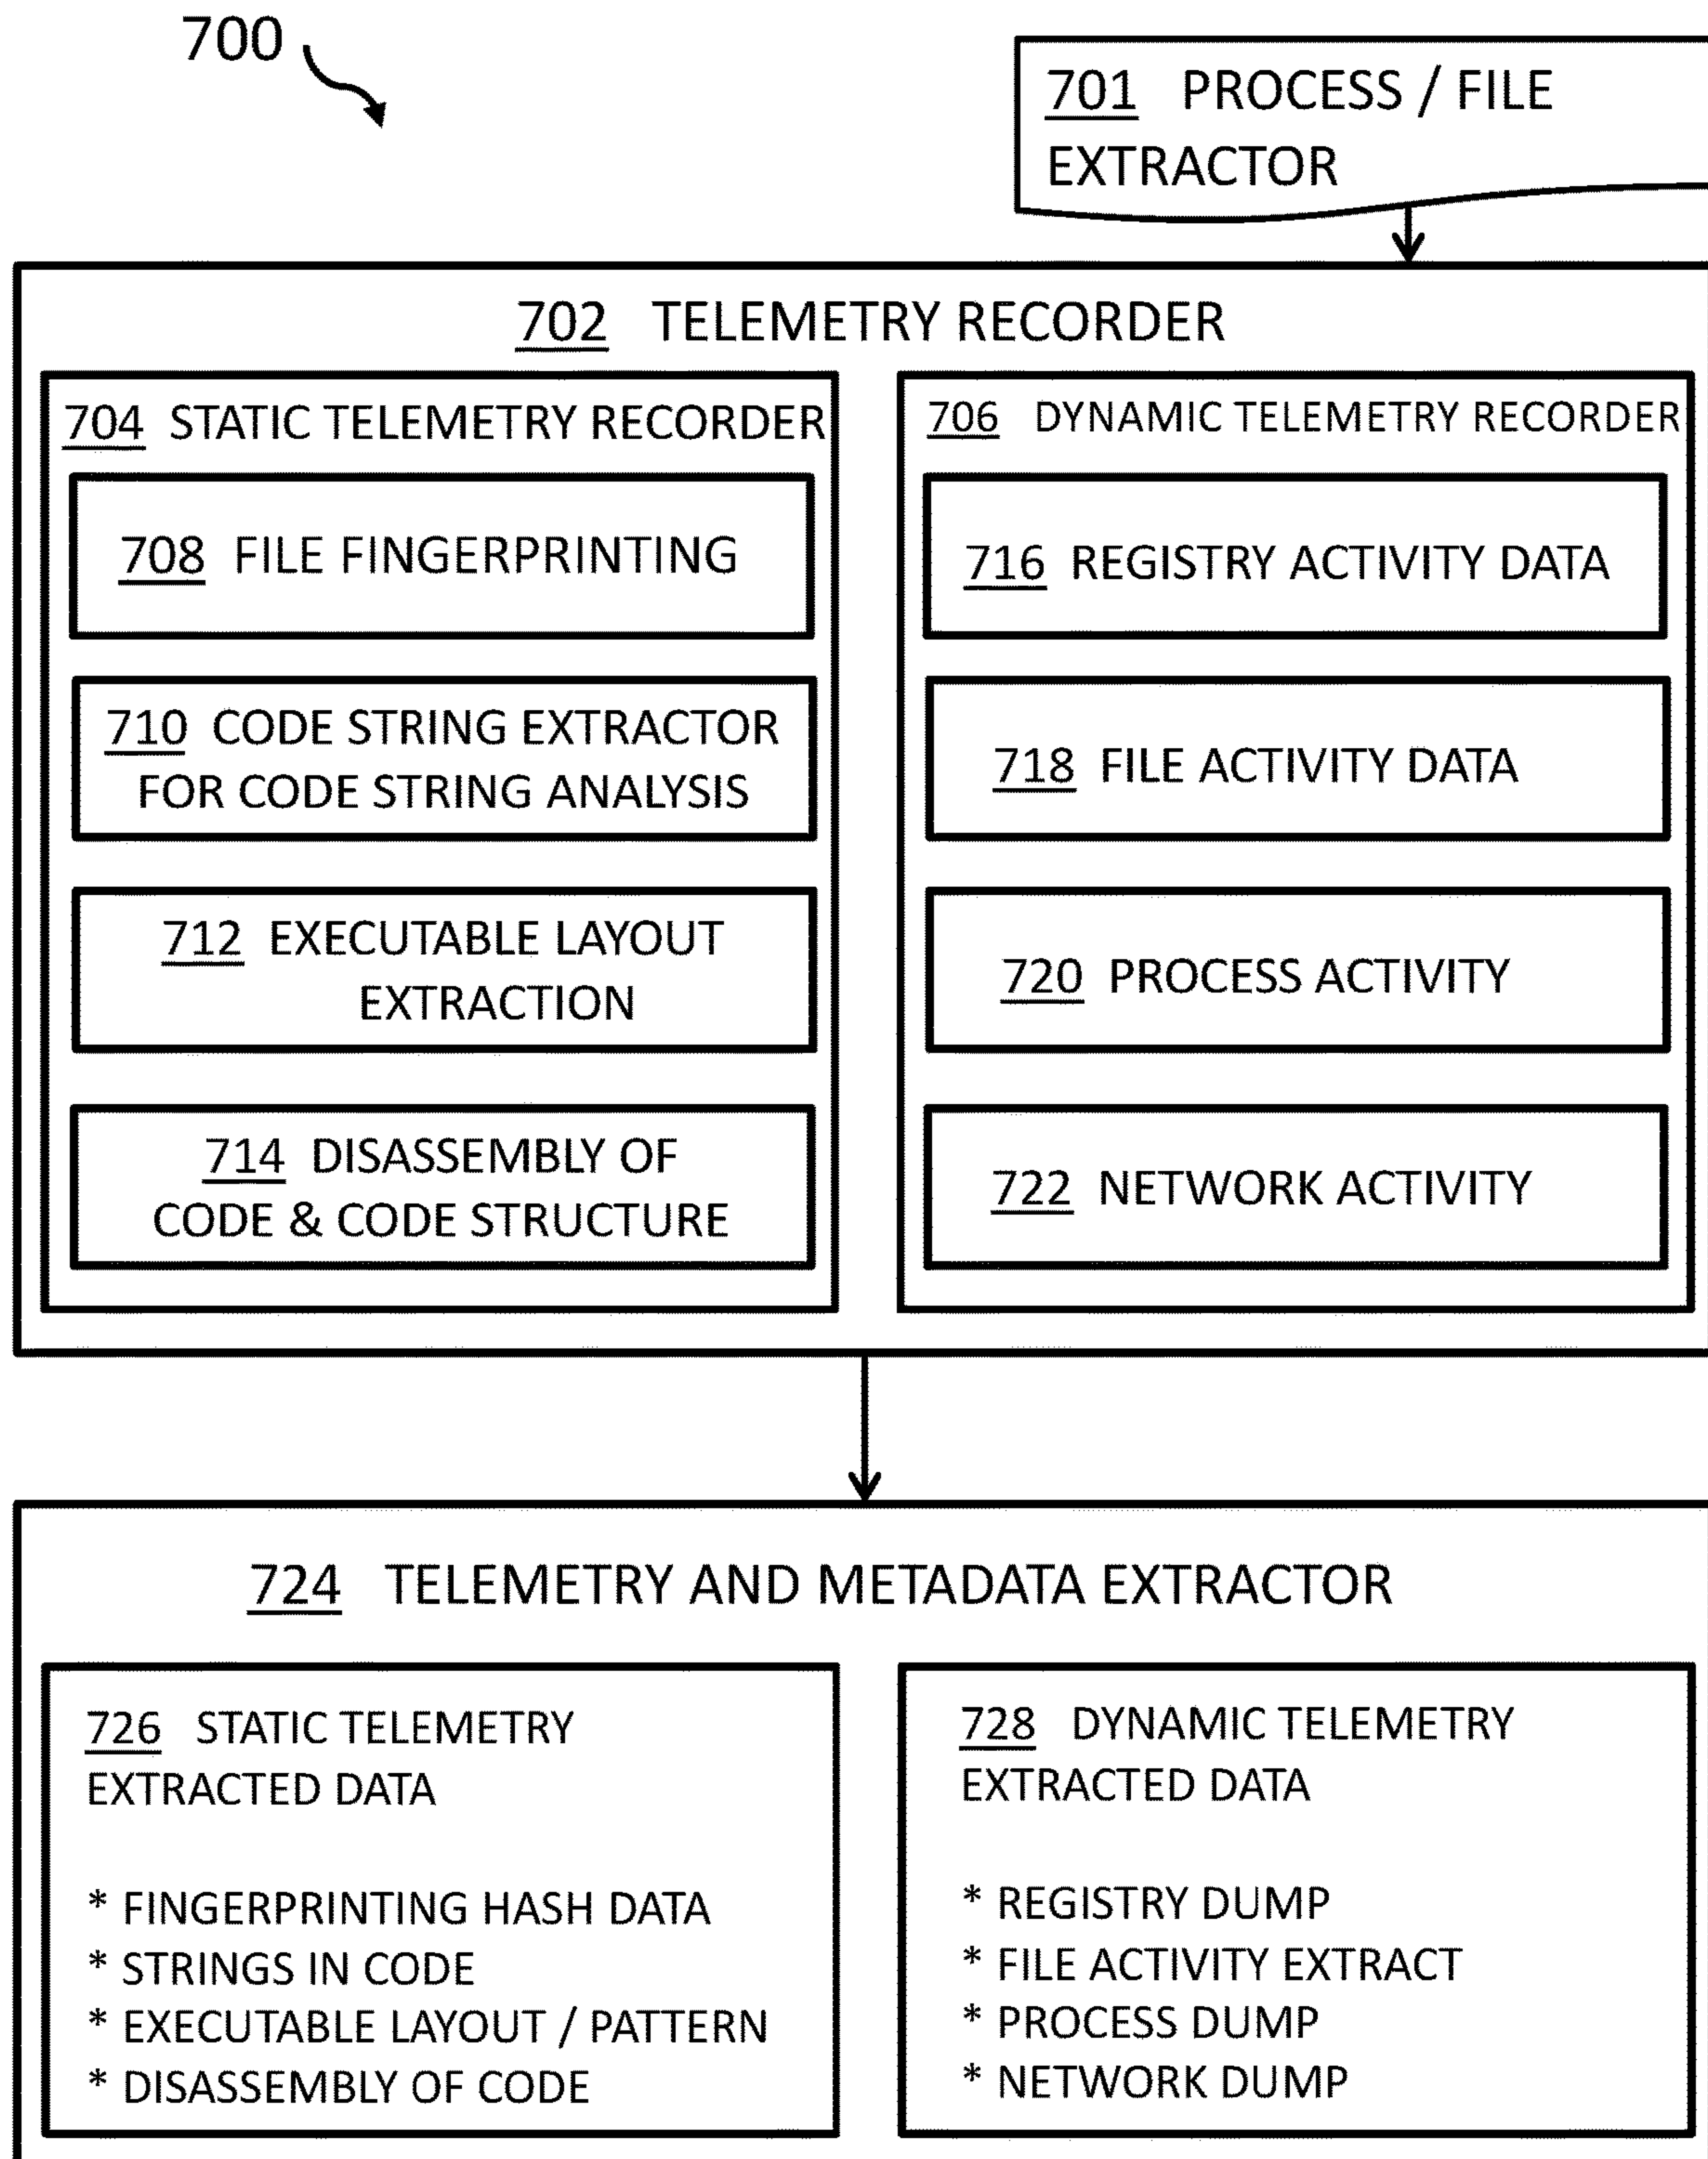 700
701 PROCESS / FILE
EXTRACTOR
702 TELEMETRY RECORDER
704 STATIC TELEMETRY RECORDER
708 FILE FINGERPRINTING
710 CODE STRING EXTRACTOR
FOR CODE STRING ANALYSIS
712 EXECUTABLE LAYOUT
EXTRACTION
714 DISASSEMBLY OF
CODE & CODE STRUCTURE
706 DYNAMIC TELEMETRY RECORDER
716 REGISTRY ACTIVITY DATA
718 FILE ACTIVITY DATA
720 PROCESS ACTIVITY
722 NETWORK ACTIVITY
724 TELEMETRY AND METADATA EXTRACTOR
726 STATIC TELEMETRY
EXTRACTED DATA
* FINGERPRINTING HASH DATA
* STRINGS IN CODE
* EXECUTABLE LAYOUT / PATTERN
* DISASSEMBLY OF CODE
728 DYNAMIC TELEMETRY
EXTRACTED DATA
* REGISTRY DUMP
* FILE ACTIVITY EXTRACT
* PROCESS DUMP
* NETWORK DUMP